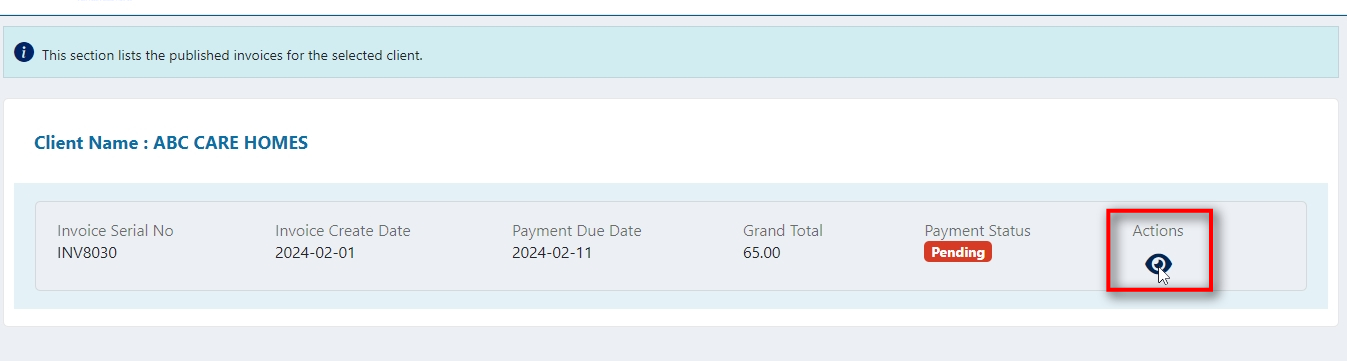 This section lists the published invoices for the selected client.
Client Name : ABC CARE HOMES
Invoice Serial No Invoice Create Date Payment Due Date Grand Total Payment Status Actions
INV8030 2024-02-01 2024-02-11 65.00 Pending